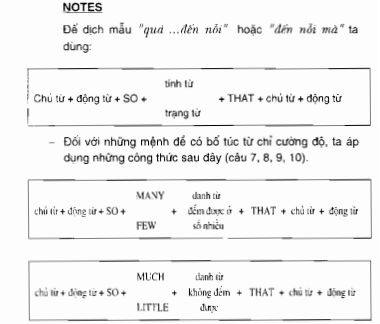 NOTES
Để dịch mẫu "quá ...đến nỗi" hoặc "đến nỗi mà" ta
dùng:
tính từ
Chủ từ + động từ + SO + + THAT + chủ từ + động từ
trạng từ
– Đối với những mệnh đề có bổ túc từ chỉ cường độ, ta áp
dụng những công thức sau đây (câu 7, 8, 9, 10).
MANY danh từ
chủ từ + động từ + SO + + đếm được ở + THAT + chủ từ + động từ
FEW số nhiều
MUCH danh từ
chủ từ + động từ + SO + + không đếm + THAT + chủ từ + động từ
LITTLE được